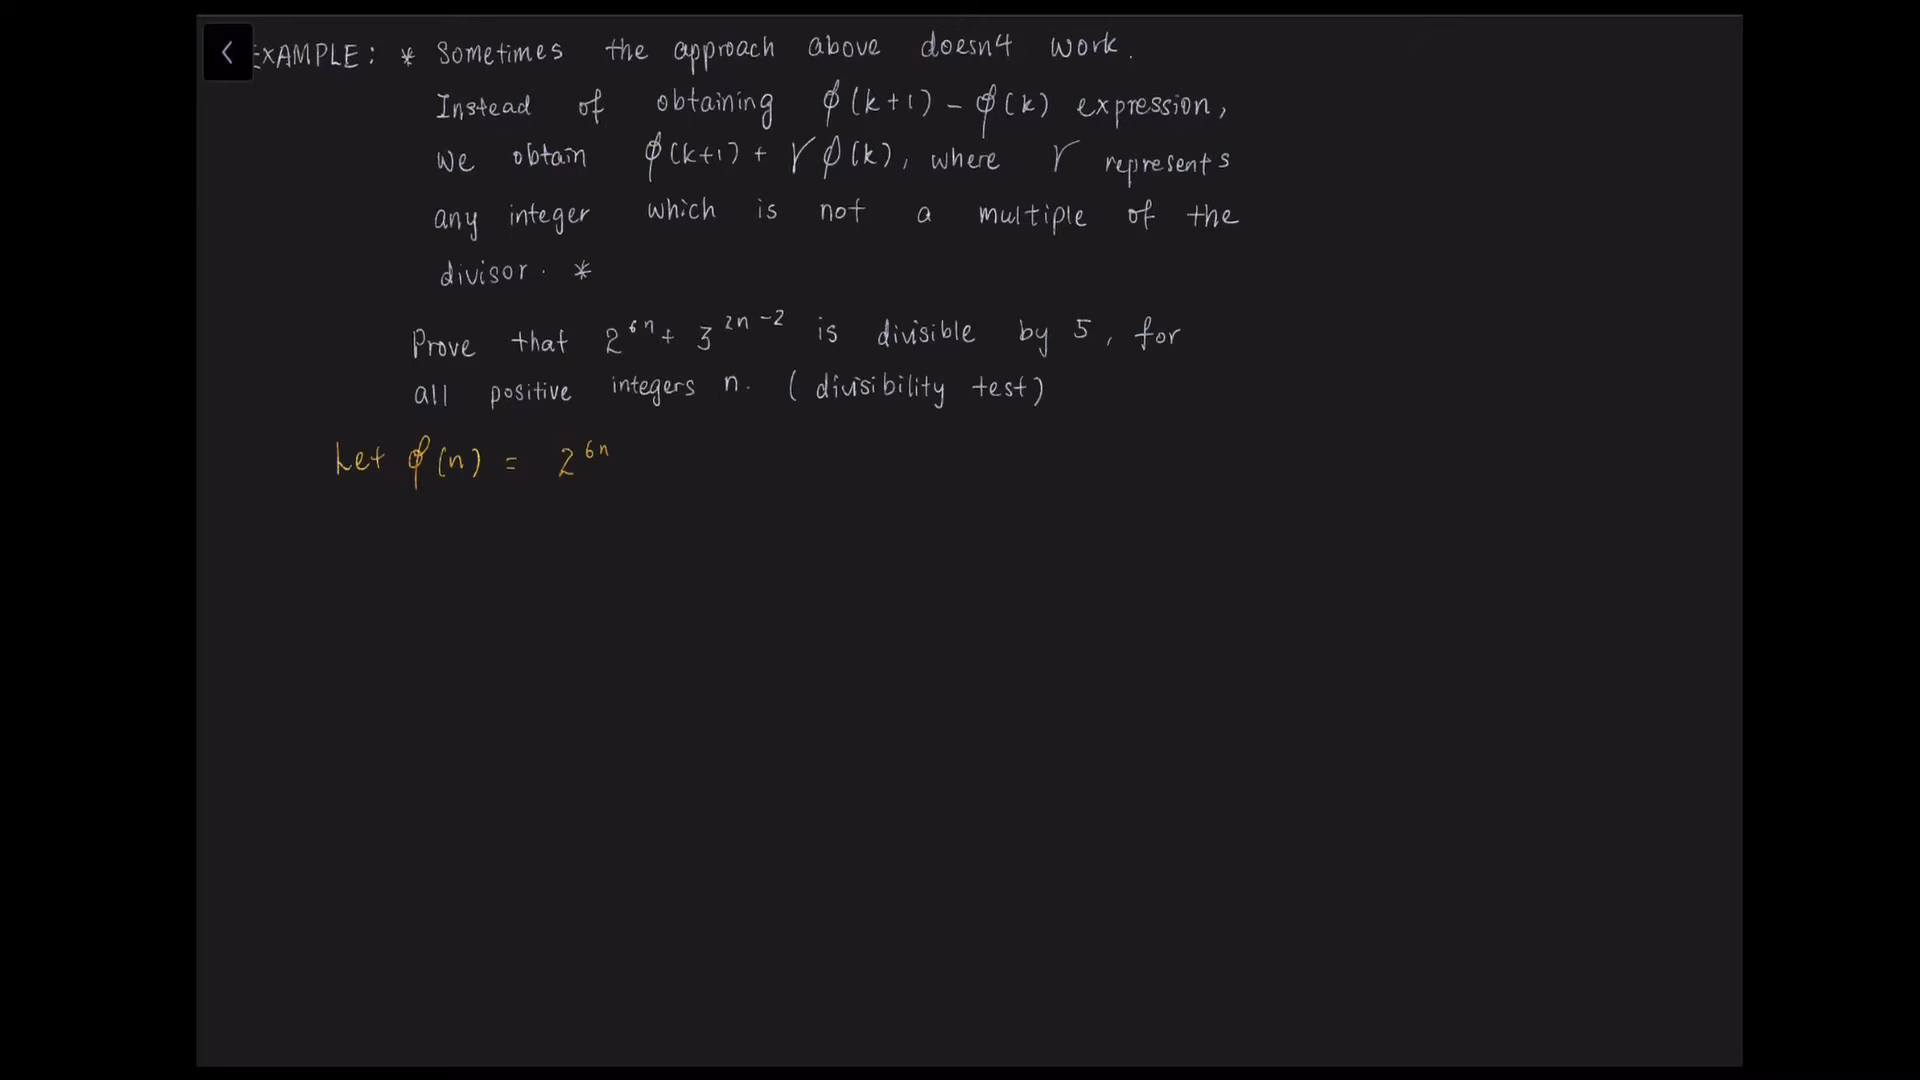 EXAMPLE: * Sometimes the approach above doesn4 work.
Instead of obtaining ϕ(k+1) - ϕ(k) expression,
we obtain ϕ(k+1) + γϕ(k), where γ represents
any integer which is not a multiple of the
divisor. *
Prove that 2^{6n} + 3^{2n-2} is divisible by 5, for
all positive integers n. (divisibility test)
Let ϕ(n) = 2^{6n}